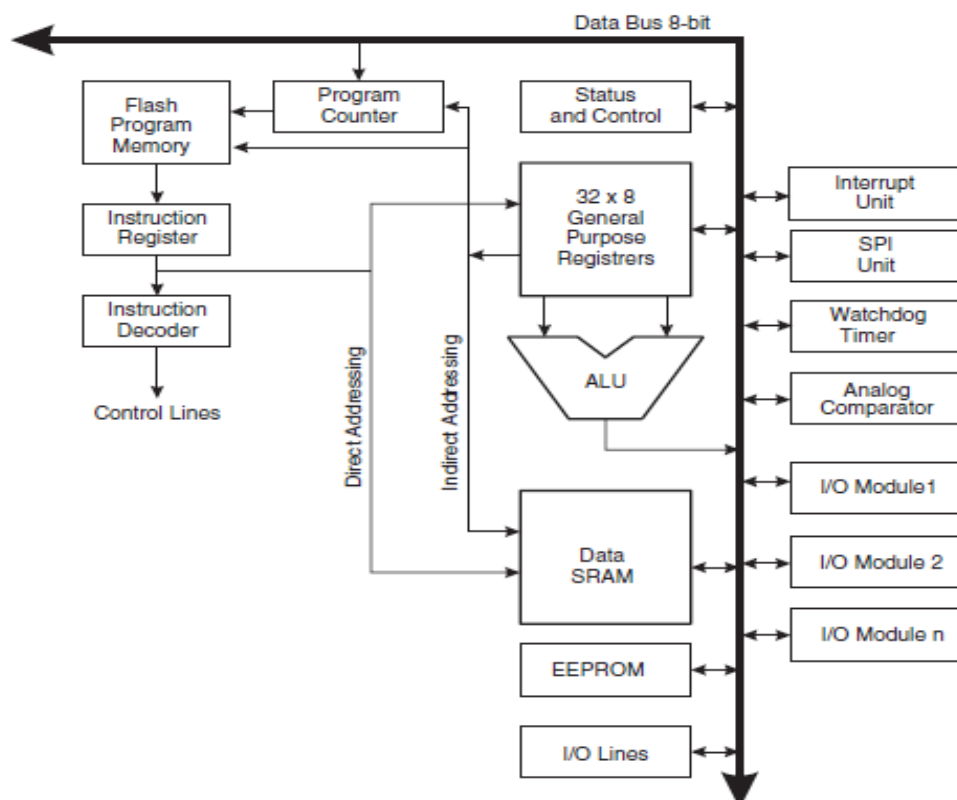 Data Bus 8-bit
Flash
Program
Memory
Program
Counter
Status
and Control
Interrupt
Unit
32 x 8
General
Purpose
Registrers
Instruction
Register
SPI
Unit
Instruction
Decoder
Watchdog
Timer
ALU
Analog
Comparator
Control Lines
Direct Addressing
Indirect Addressing
I/O Module1
Data
SRAM
I/O Module 2
I/O Module n
EEPROM
I/O Lines